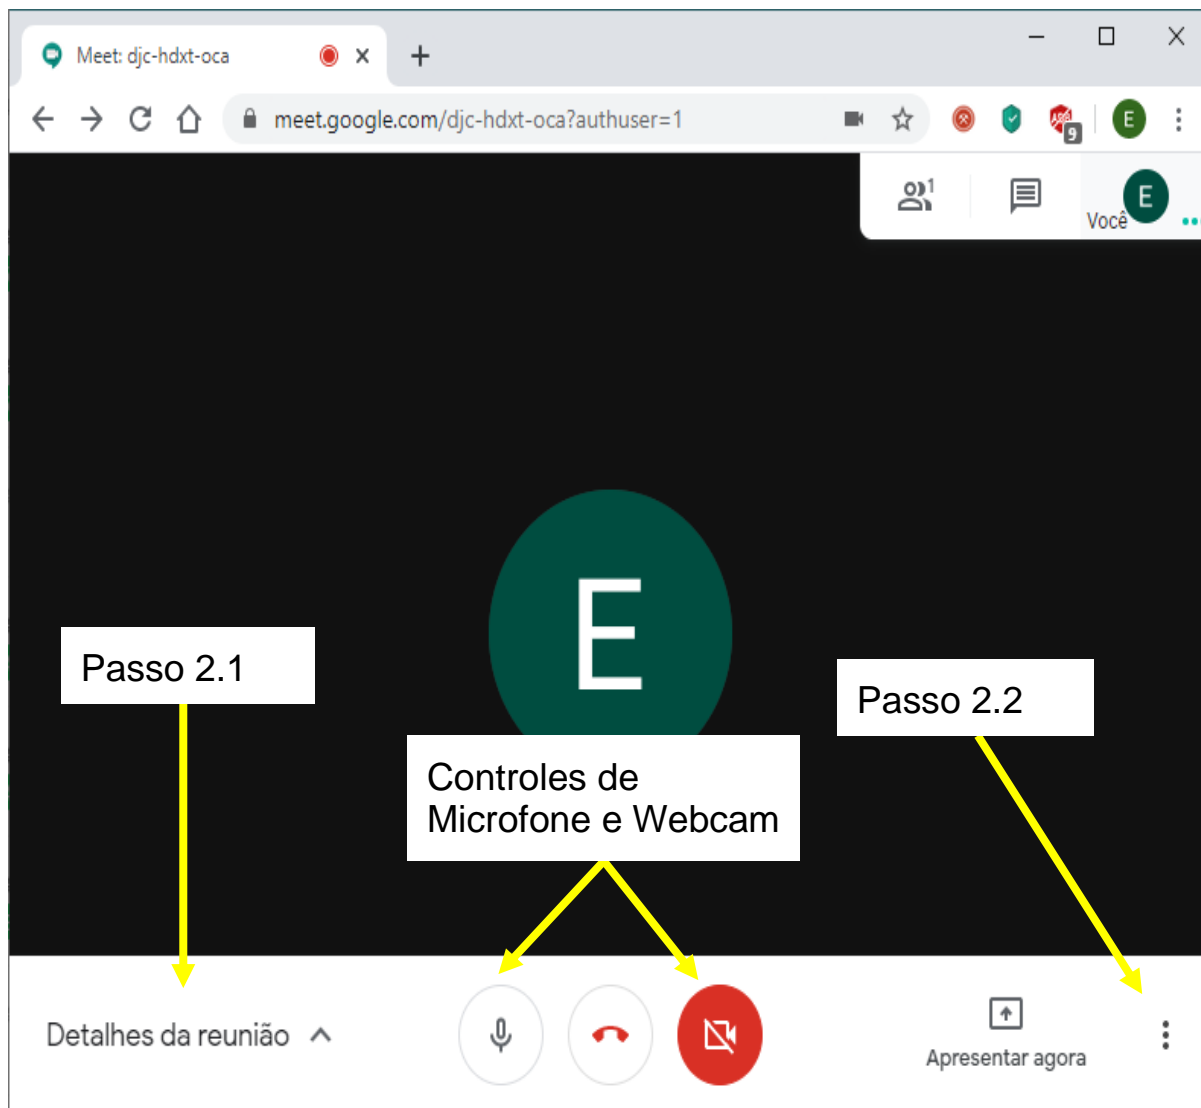 Meet: djc-hdxt-oca
meet.google.com/djc-hdxt-oca?authuser=1
9
E
1
Você
E
E
Passo 2.1
Passo 2.2
Controles de
Microfone e Webcam
Detalhes da reunião
Apresentar agora